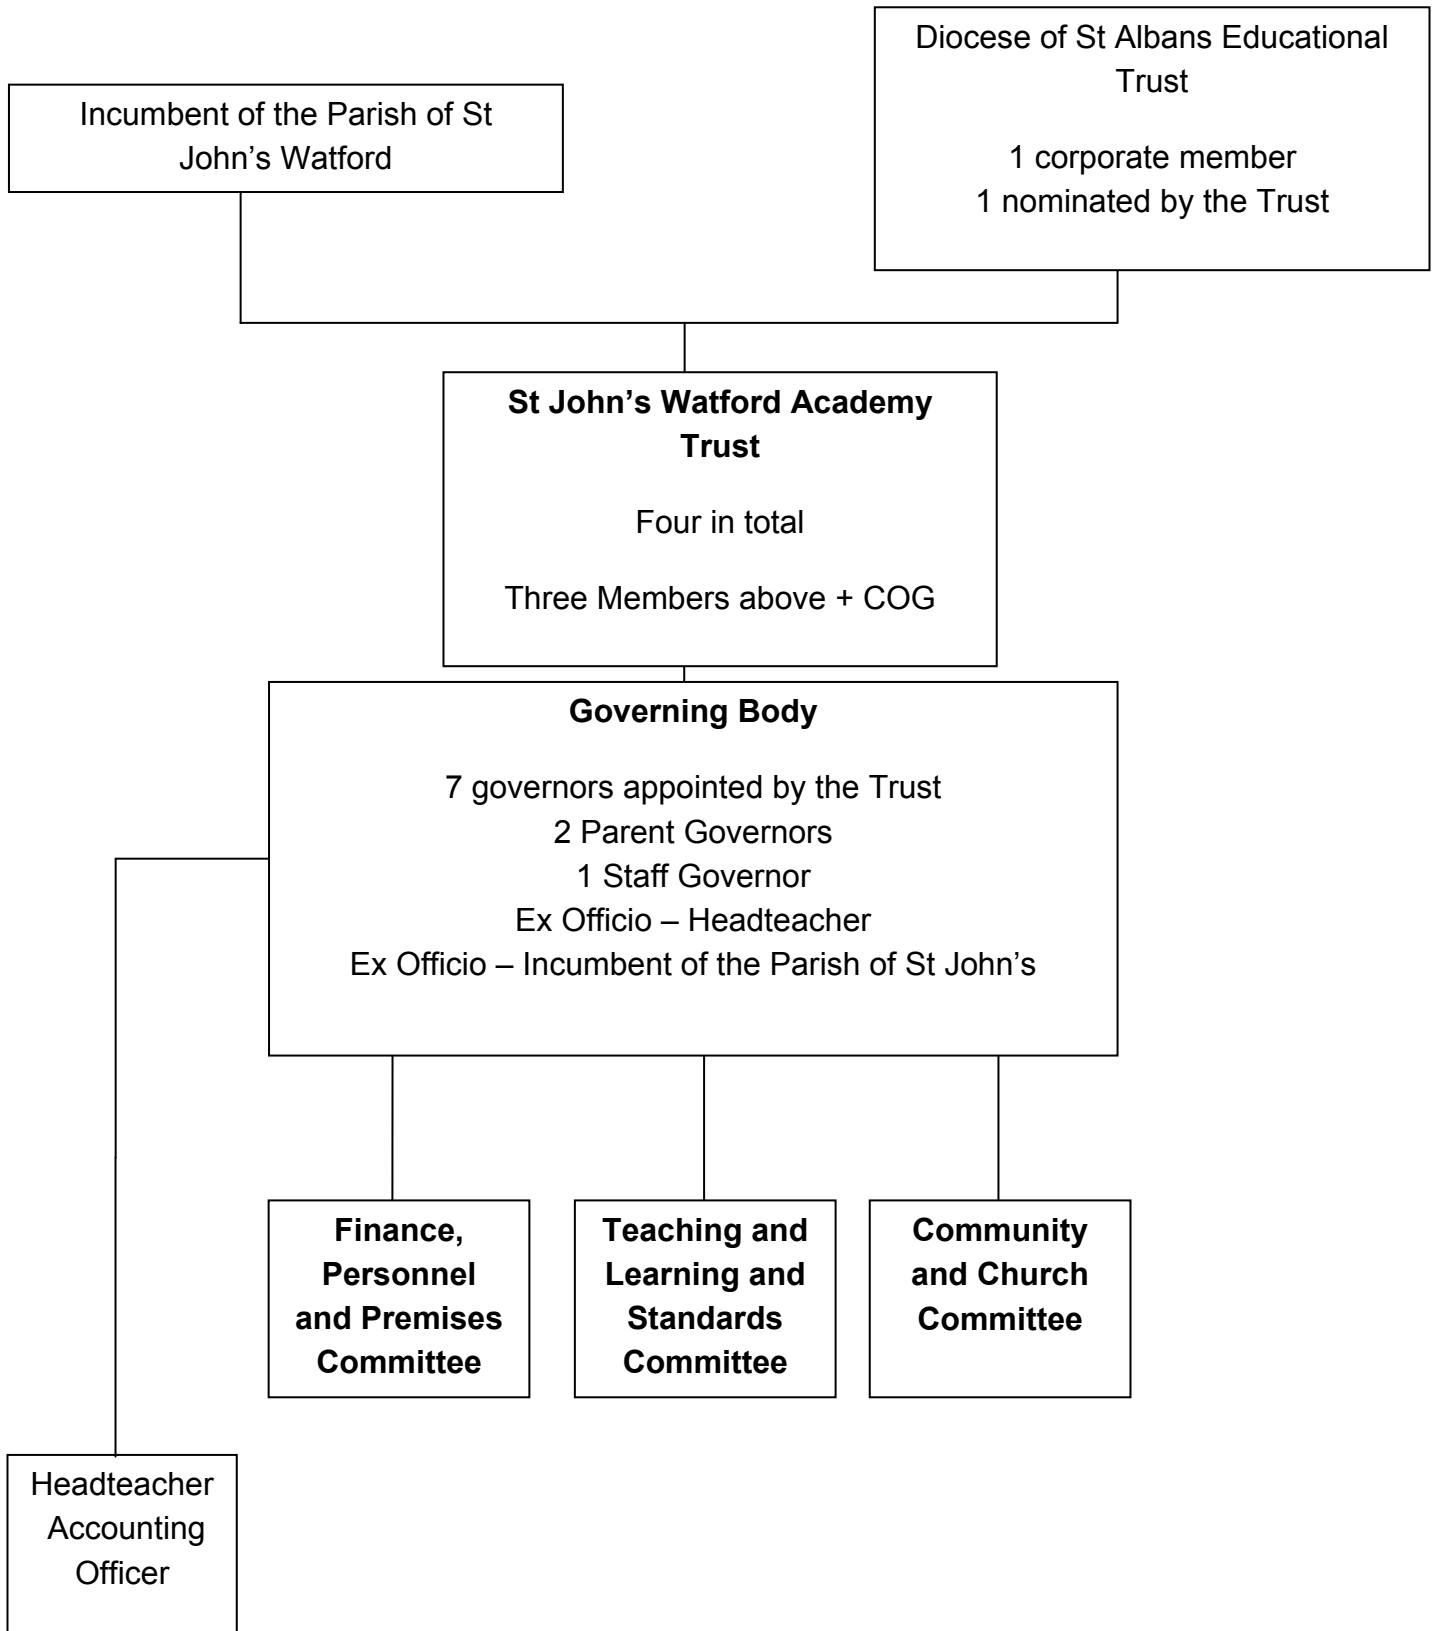 Diocese of St Albans Educational
Trust
1 corporate member
1 nominated by the Trust
Incumbent of the Parish of St
John’s Watford
St John’s Watford Academy
Trust
Four in total
Three Members above + COG
Governing Body
7 governors appointed by the Trust
2 Parent Governors
1 Staff Governor
Ex Officio – Headteacher
Ex Officio – Incumbent of the Parish of St John’s
Finance,
Personnel
and Premises
Committee
Teaching and
Learning and
Standards
Committee
Community
and Church
Committee
Headteacher
Accounting
Officer